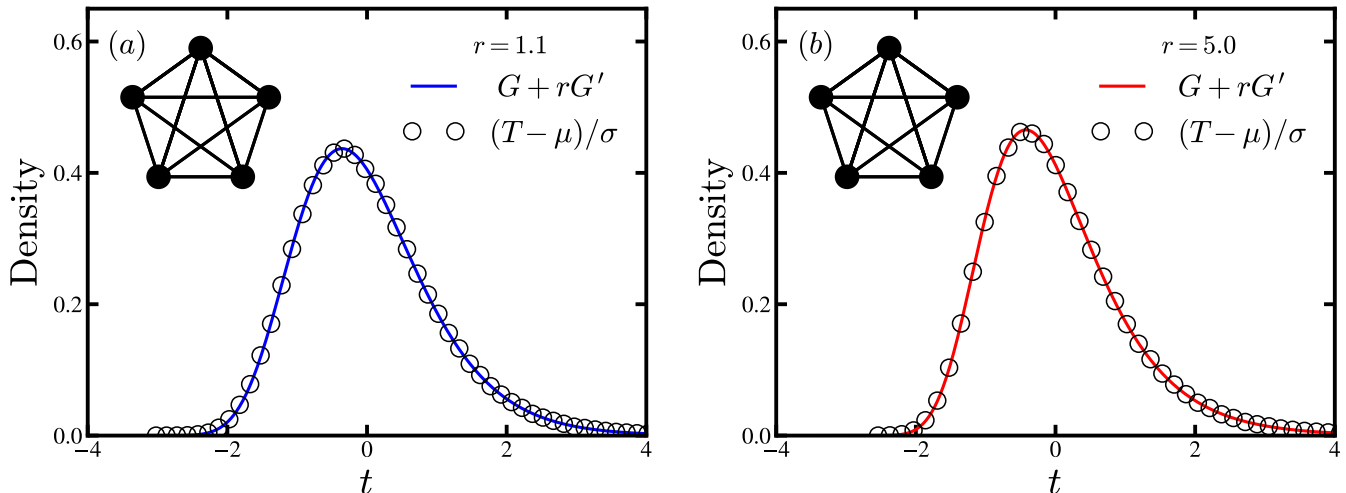 (a)
r = 1.1
G + rG′
(T − μ)/σ
Density
0.6
0.4
0.2
0.0
−4
−2
0
2
4
t
(b)
r = 5.0
G + rG′
(T − μ)/σ
Density
0.6
0.4
0.2
0.0
−4
−2
0
2
4
t